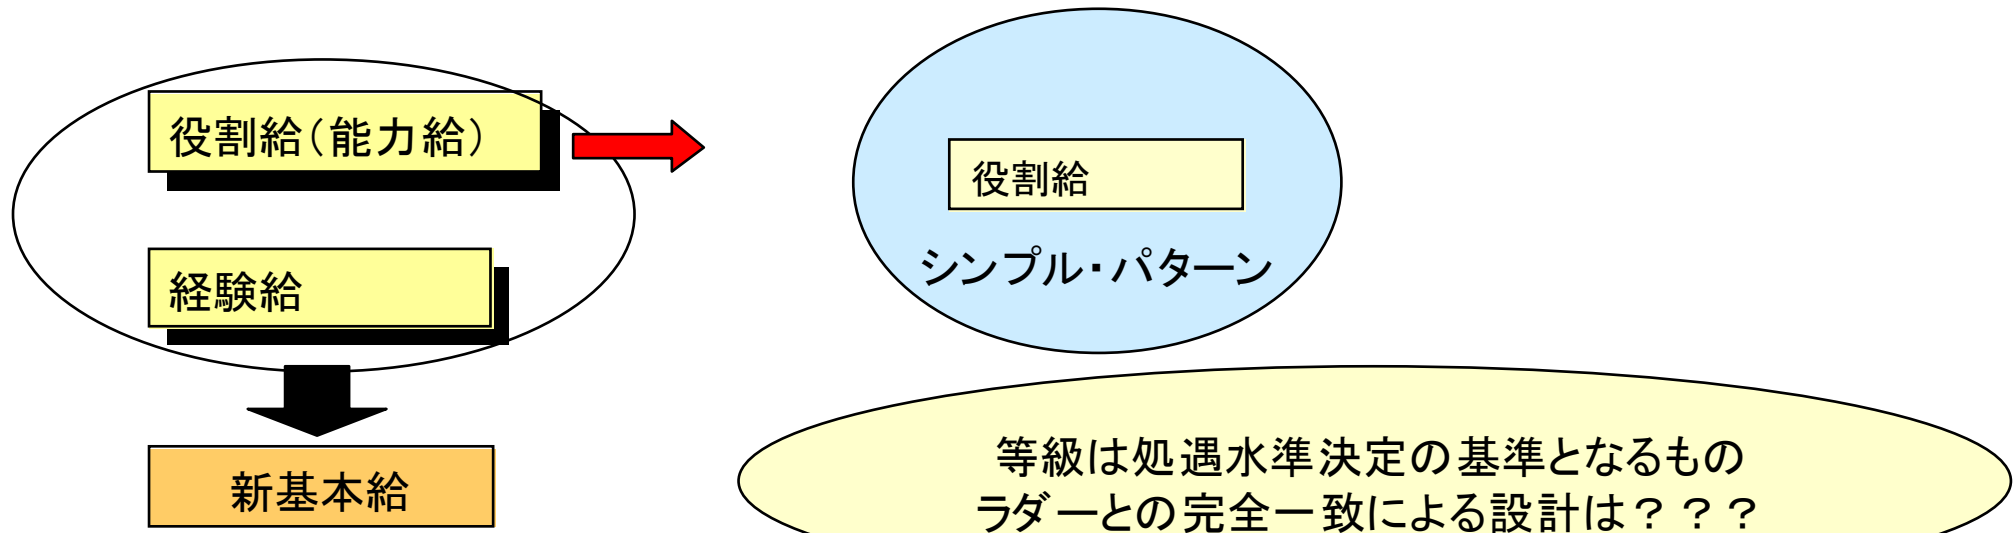 役割給(能力給)
経験給
新基本給
役割給
シンプル・パターン
等級は処遇水準決定の基準となるもの
ラダーとの完全一致による設計は???